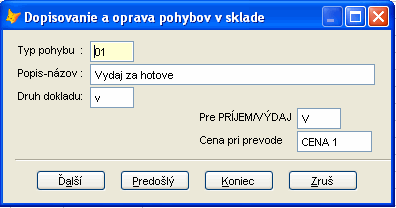 Dopisovanie a oprava pohybov v sklade
Typ pohybu : 01
Popis-názov : Vydaj za hotove
Druh dokladu: v
Pre PRÍJEM/VÝDAJ V
Cena pri prevode CENA 1
Ďalší Predošlý Koniec Zruš